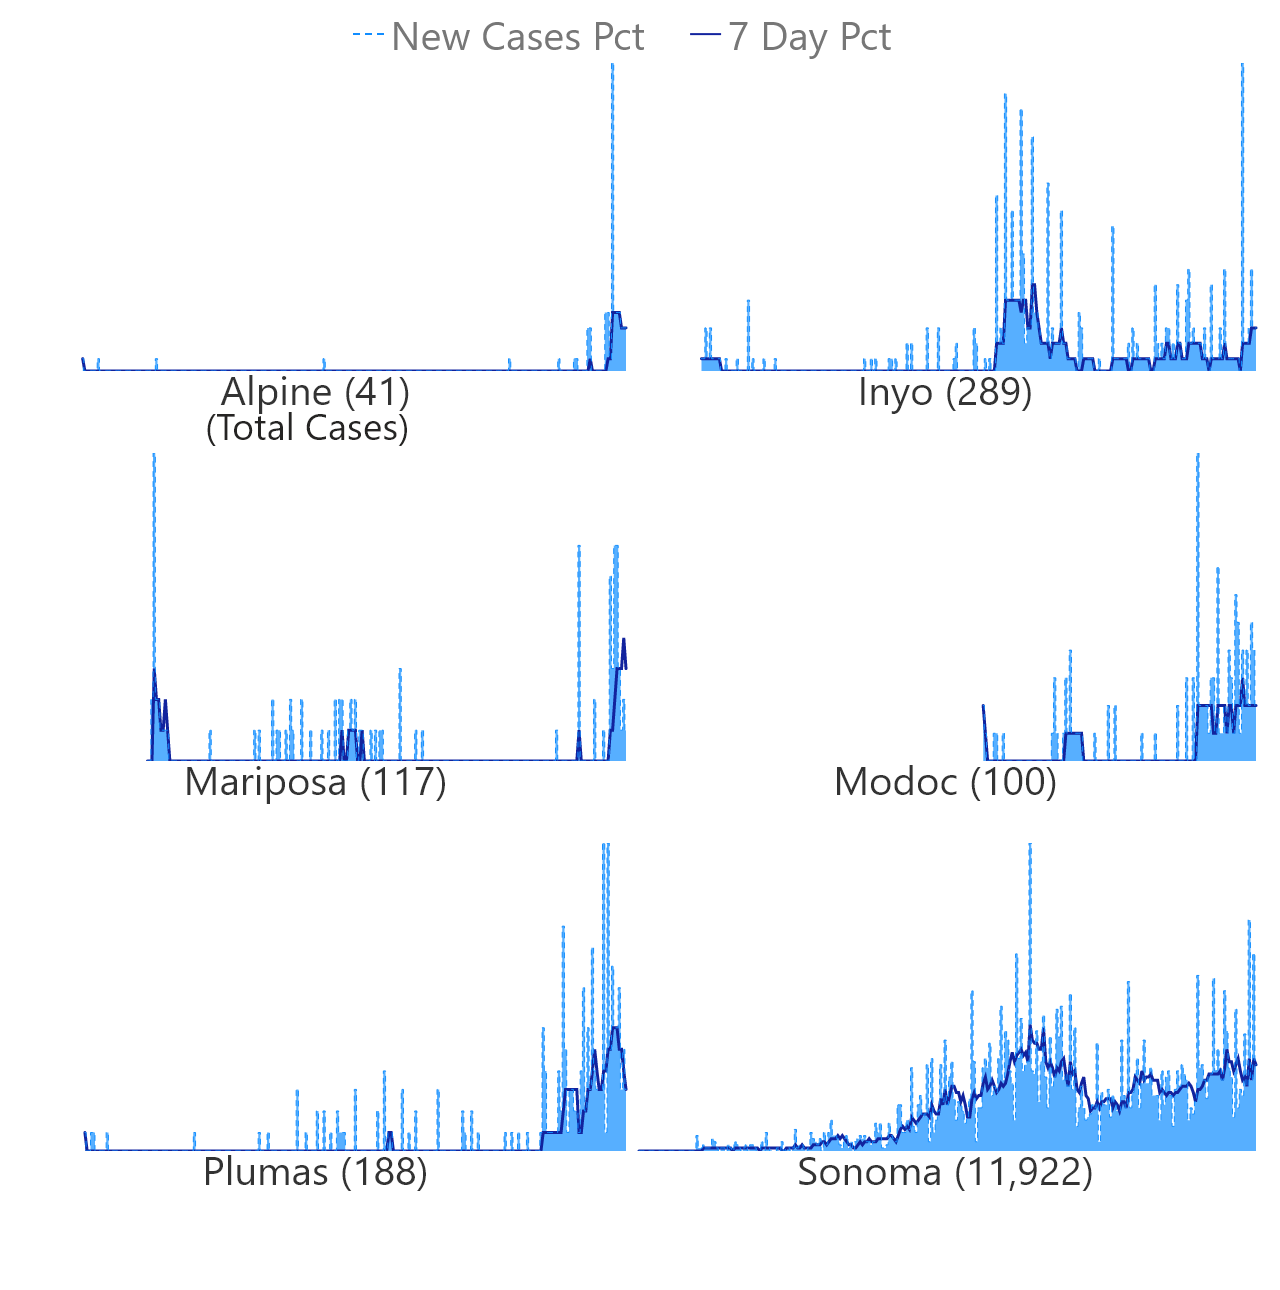 New Cases Pct 7 Day Pct
Alpine (41) Inyo (289)
(Total Cases)
Mariposa (117) Modoc (100)
Plumas (188) Sonoma (11,922)